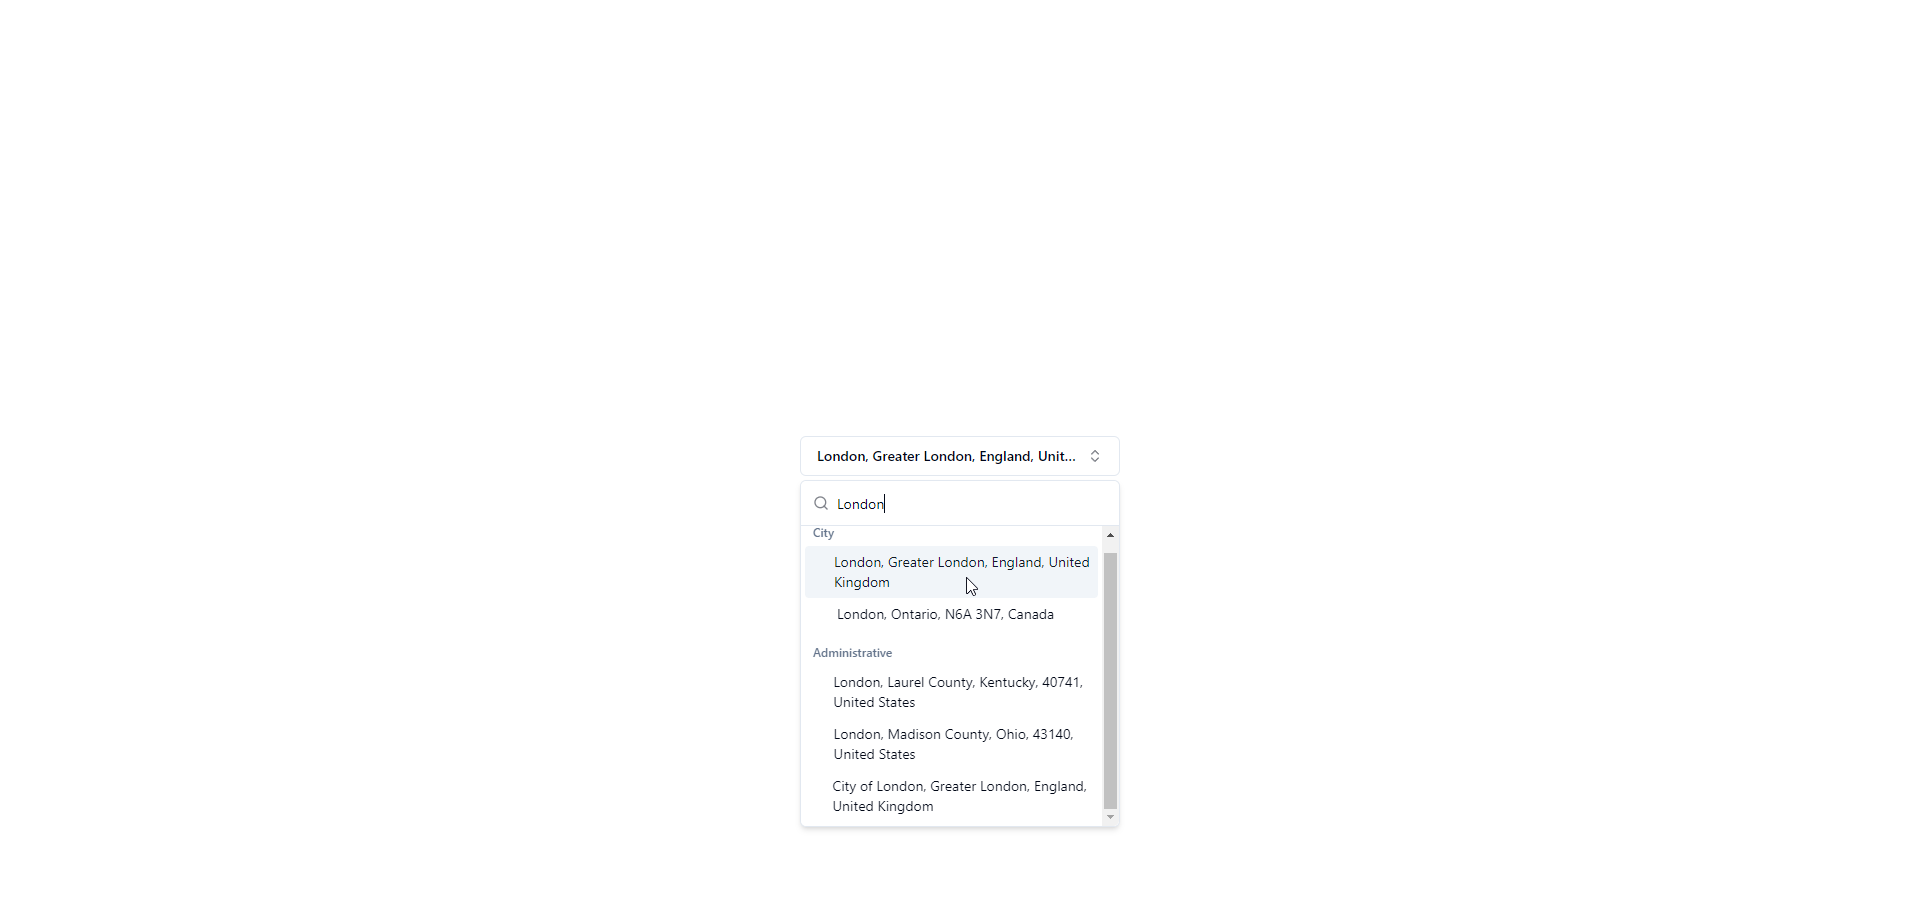 London, Greater London, England, Unit...
London
City
London, Greater London, England, United
Kingdom
London, Ontario, N6A 3N7, Canada
Administrative
London, Laurel County, Kentucky, 40741,
United States
London, Madison County, Ohio, 43140,
United States
City of London, Greater London, England,
United Kingdom